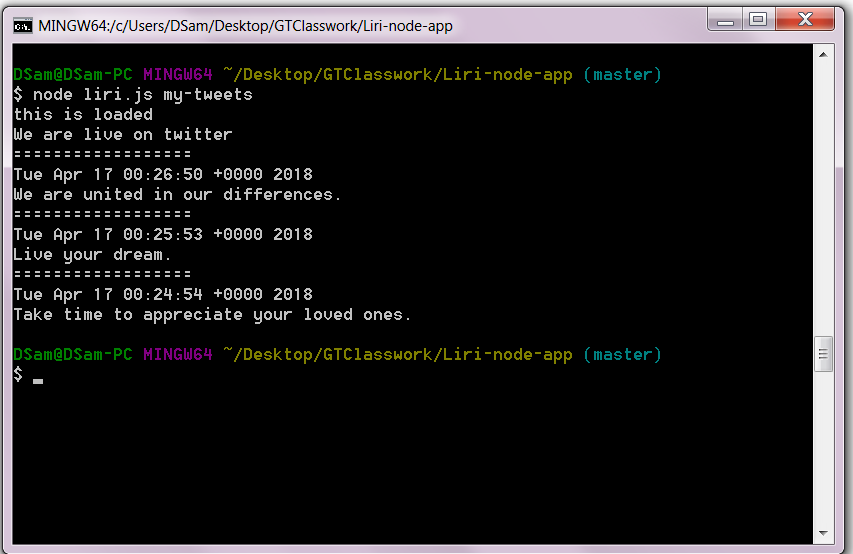 MINGW64:/c/Users/DSam/Desktop/GTClasswork/Liri-node-app
DSam@DSam-PC MINGW64 ~/Desktop/GTClasswork/Liri-node-app (master)
$ node liri.js my-tweets
this is loaded
We are live on twitter
==================
Tue Apr 17 00:26:50 +0000 2018
We are united in our differences.
==================
Tue Apr 17 00:25:53 +0000 2018
Live your dream.
==================
Tue Apr 17 00:24:54 +0000 2018
Take time to appreciate your loved ones.
DSam@DSam-PC MINGW64 ~/Desktop/GTClasswork/Liri-node-app (master)
$